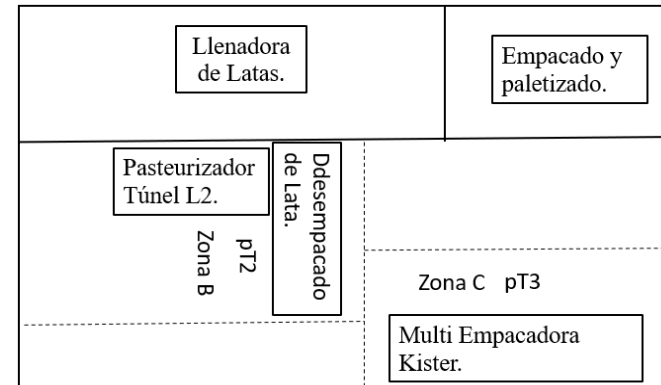 Llenadora
de Latas.
Empacado y
paletizado.
Pasteurizador
Túnel L2.
Ddesempacado
de Lata.
pT2
Zona B
Zona C pT3
Multi Empacadora
Kister.